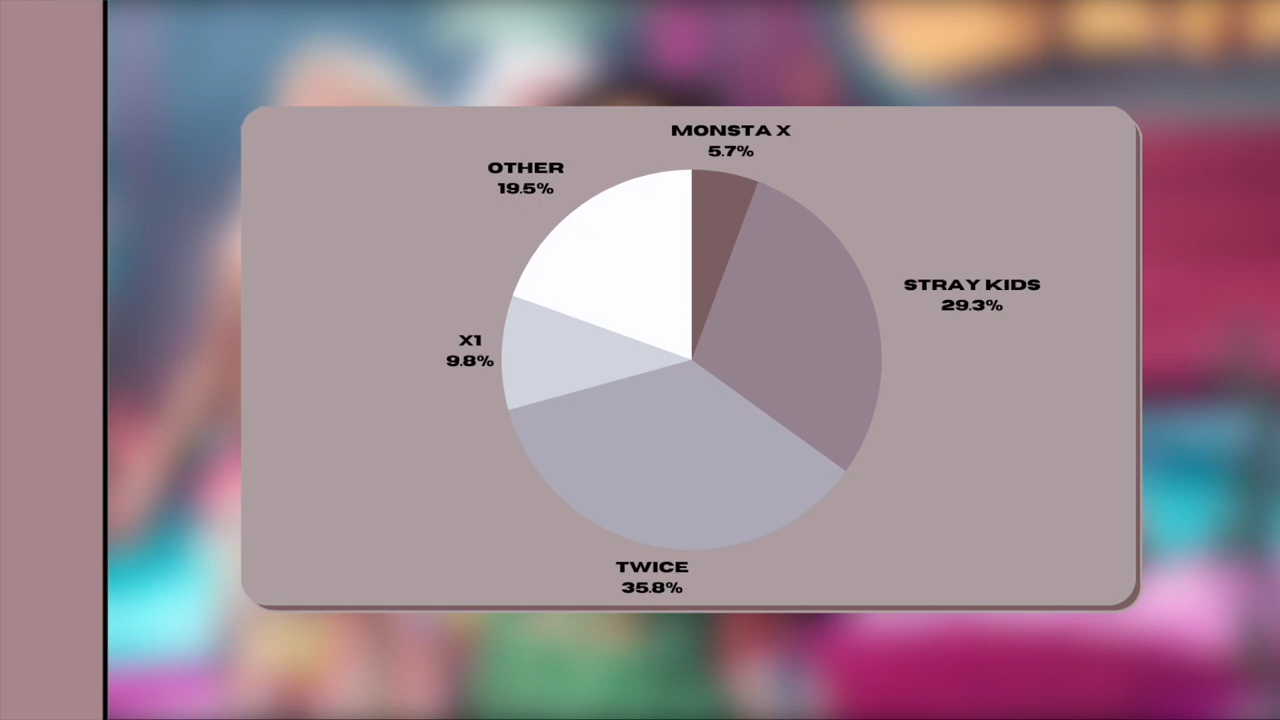 MONSTA X
5.7%
OTHER
19.5%
STRAY KIDS
29.3%
X1
9.8%
TWICE
35.8%